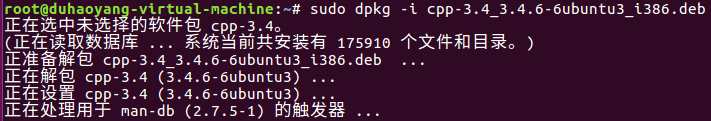 root@duhaoyang-virtual-machine:~# sudo dpkg -i cpp-3.4_3.4.6-6ubuntu3_i386.deb
正在选中未选择的软件包 cpp-3.4。
(正在读取数据库 ... 系统当前共安装有 175910 个文件和目录。)
正准备解包 cpp-3.4_3.4.6-6ubuntu3_i386.deb  ...
正在解包 cpp-3.4 (3.4.6-6ubuntu3) ...
正在设置 cpp-3.4 (3.4.6-6ubuntu3) ...
正在处理用于 man-db (2.7.5-1) 的触发器 ...